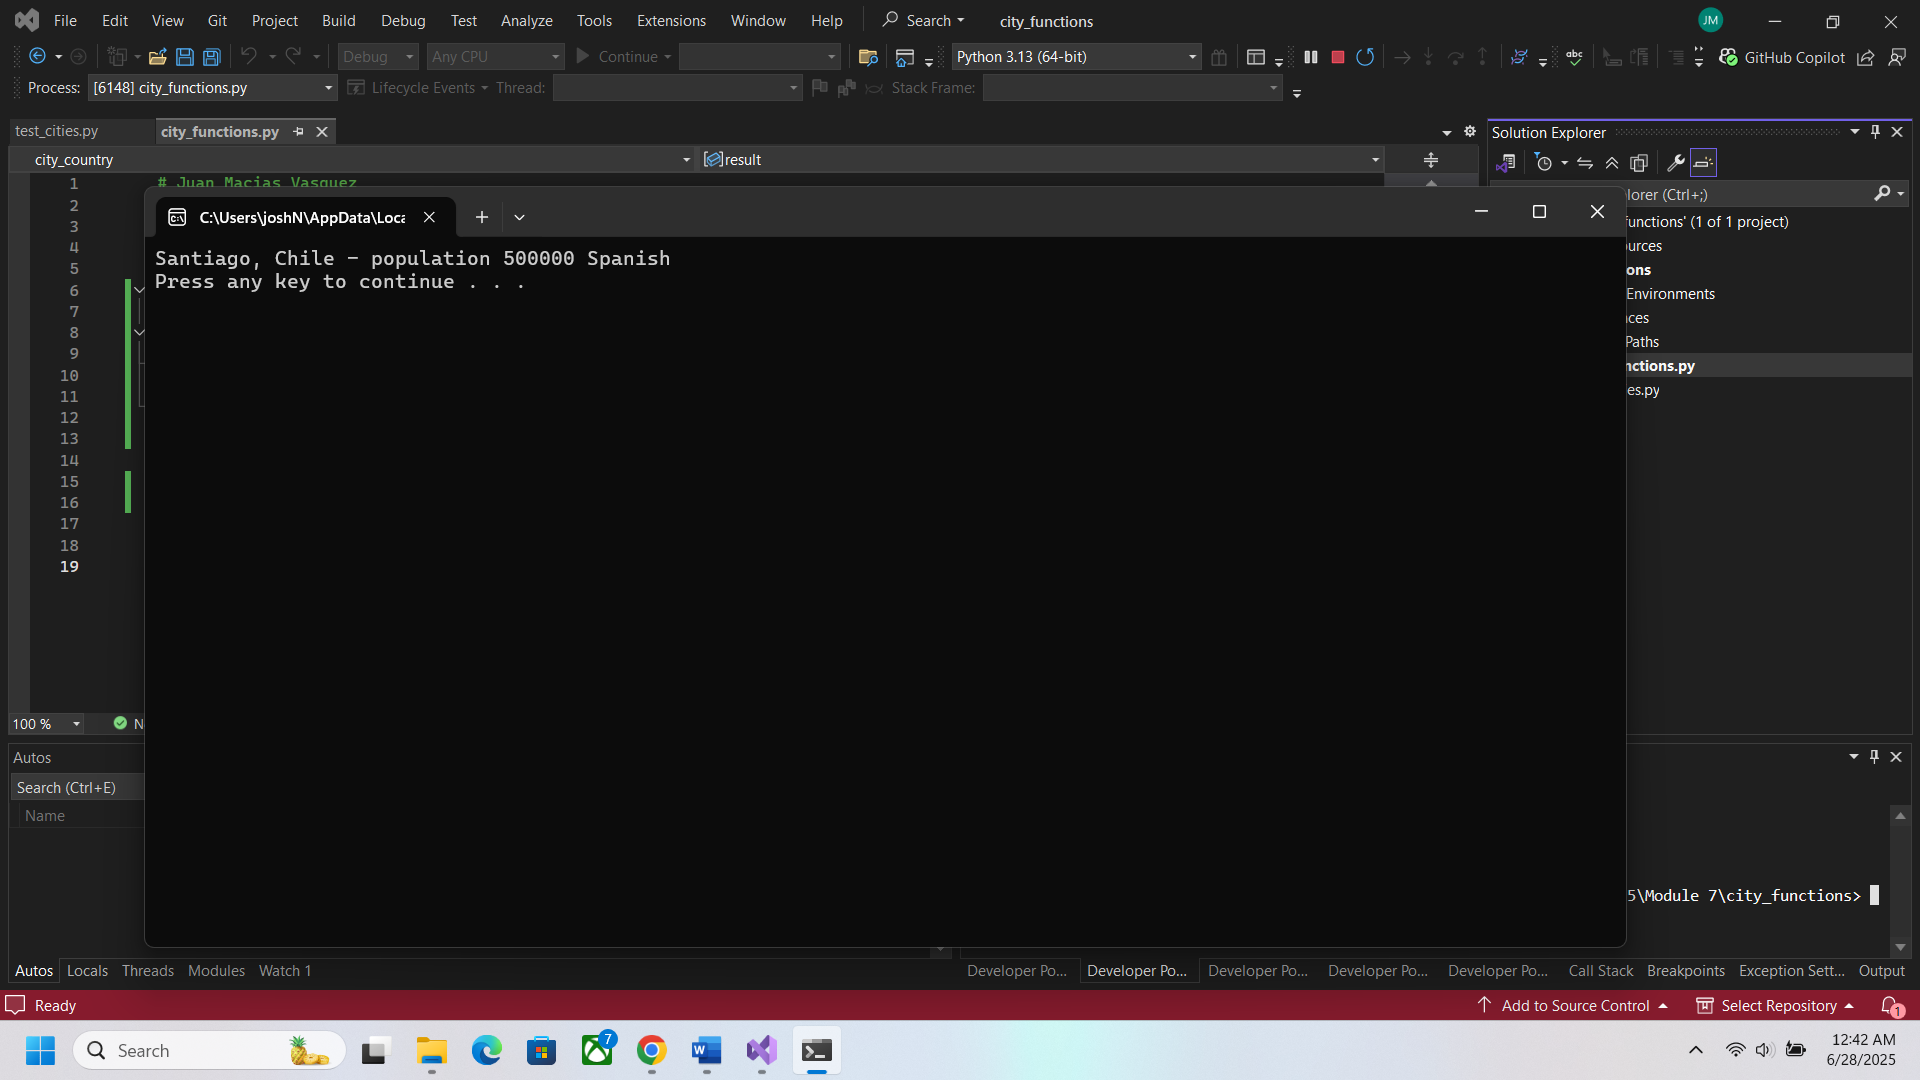 File Edit View Git Project Build Debug Test Analyze Tools Extensions Window Help Search city_functions JM
Debug Any CPU Continue Python 3.13 (64-bit) GitHub Copilot
Process: [6148] city_functions.py Lifecycle Events Thread: Stack Frame:
test_cities.py city_functions.py
city_country result
Solution Explorer
1 # Juan Macias Vasquez
2
3
4
5
6
7
8
9
10
11
12
13
14
15
16
17
18
19
C:\Users\joshN\AppData\Loca
Santiago, Chile - population 500000 Spanish
Press any key to continue . . .
lorer (Ctrl+;)
functions' (1 of 1 project)
urces
ons
Environments
ces
Paths
nctions.py
es.py
100 % N
Autos
Search (Ctrl+E)
Name
5\Module 7\city_functions>
Autos Locals Threads Modules Watch 1
Developer Po... Developer Po... Developer Po... Developer Po... Developer Po... Call Stack Breakpoints Exception Sett... Output
Ready Add to Source Control Select Repository 1
Search 7 12:42 AM
6/28/2025